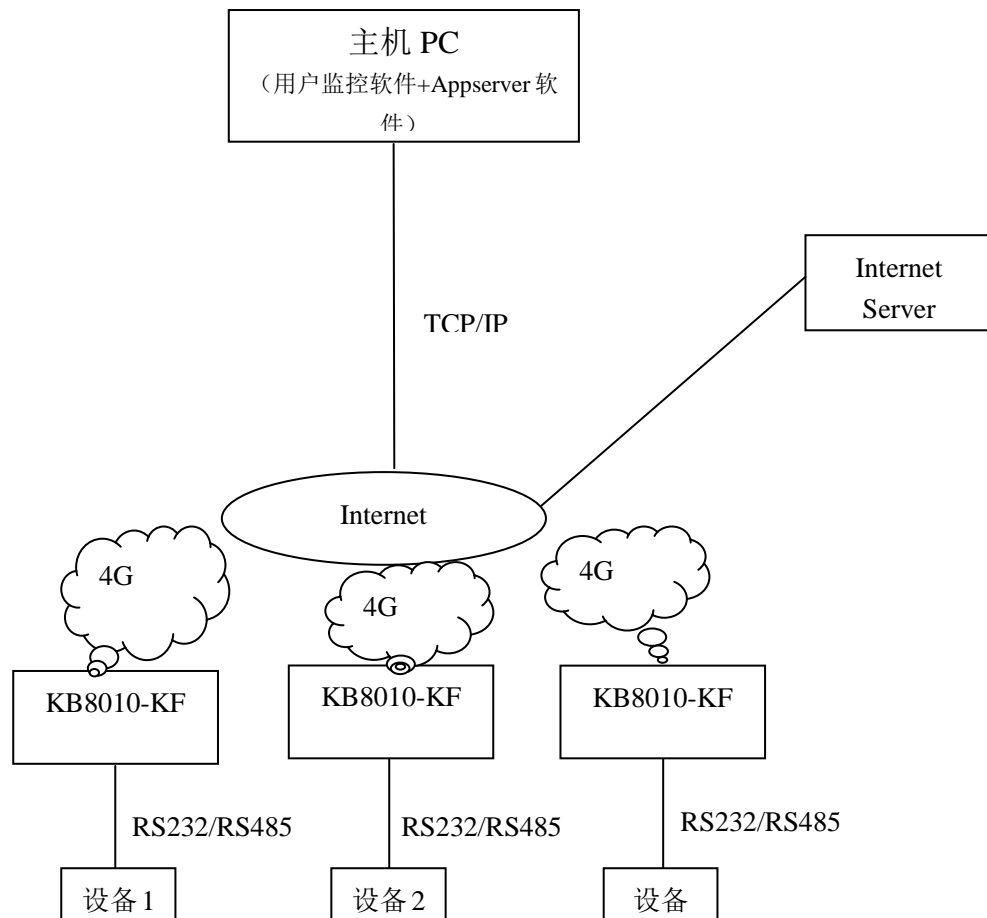 主机 PC
（用户监控软件+Appserver 软
件）
Internet
Server
TCP/IP
Internet
4G
4G
4G
KB8010-KF
KB8010-KF
KB8010-KF
RS232/RS485
RS232/RS485
RS232/RS485
设备 1
设备 2
设备